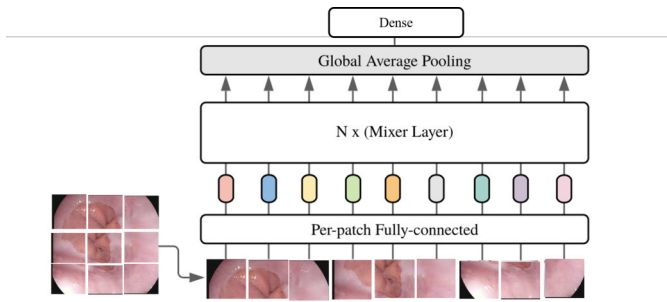 Dense
Global Average Pooling
N x (Mixer Layer)
Per-patch Fully-connected